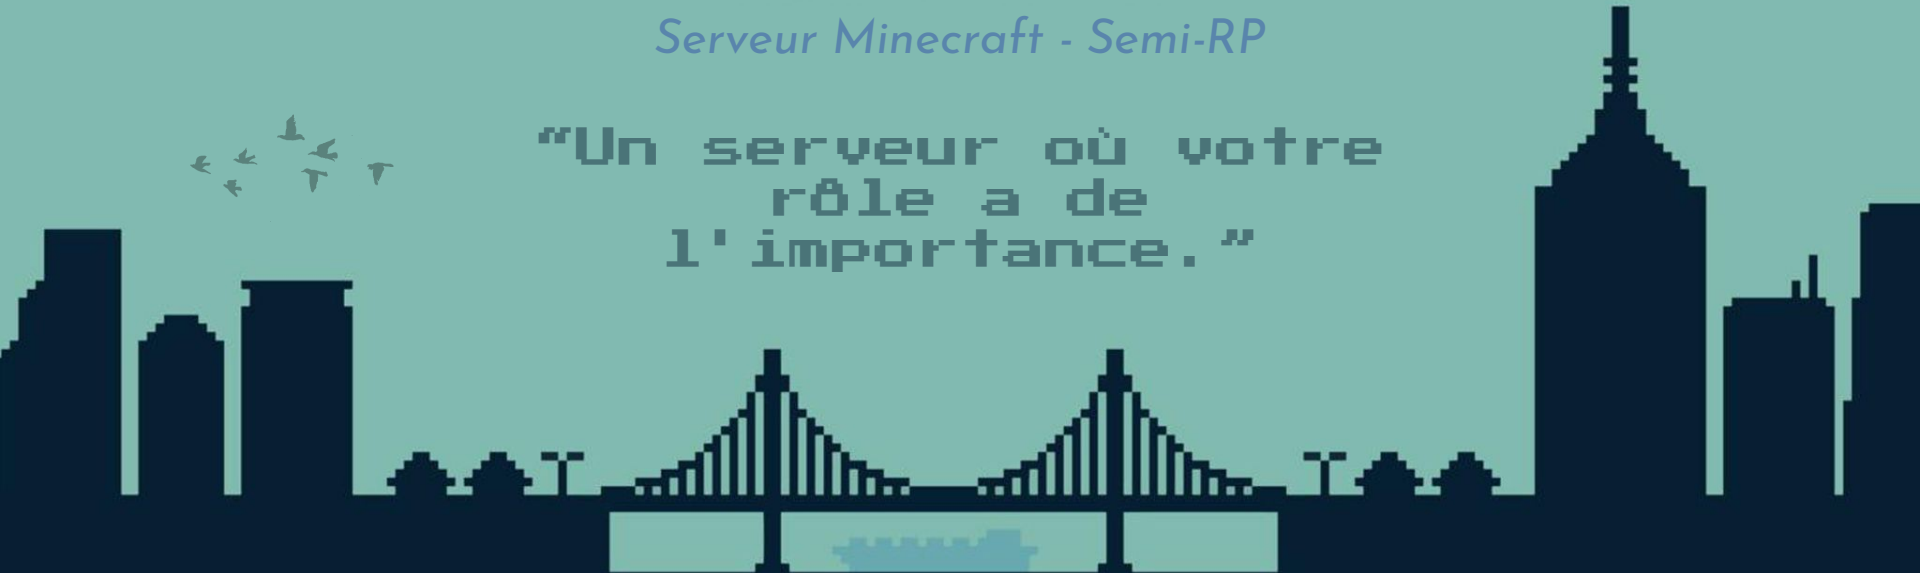 Serveur Minecraft - Semi-RP
“Un serveur où votre
rôle a de
l'importance.”